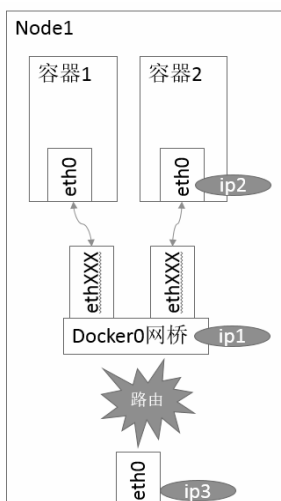 Node1
容器1
容器2
eth0
eth0
ip2
ethXXX
ethXXX
Docker0网桥
ip1
路由
eth0
ip3